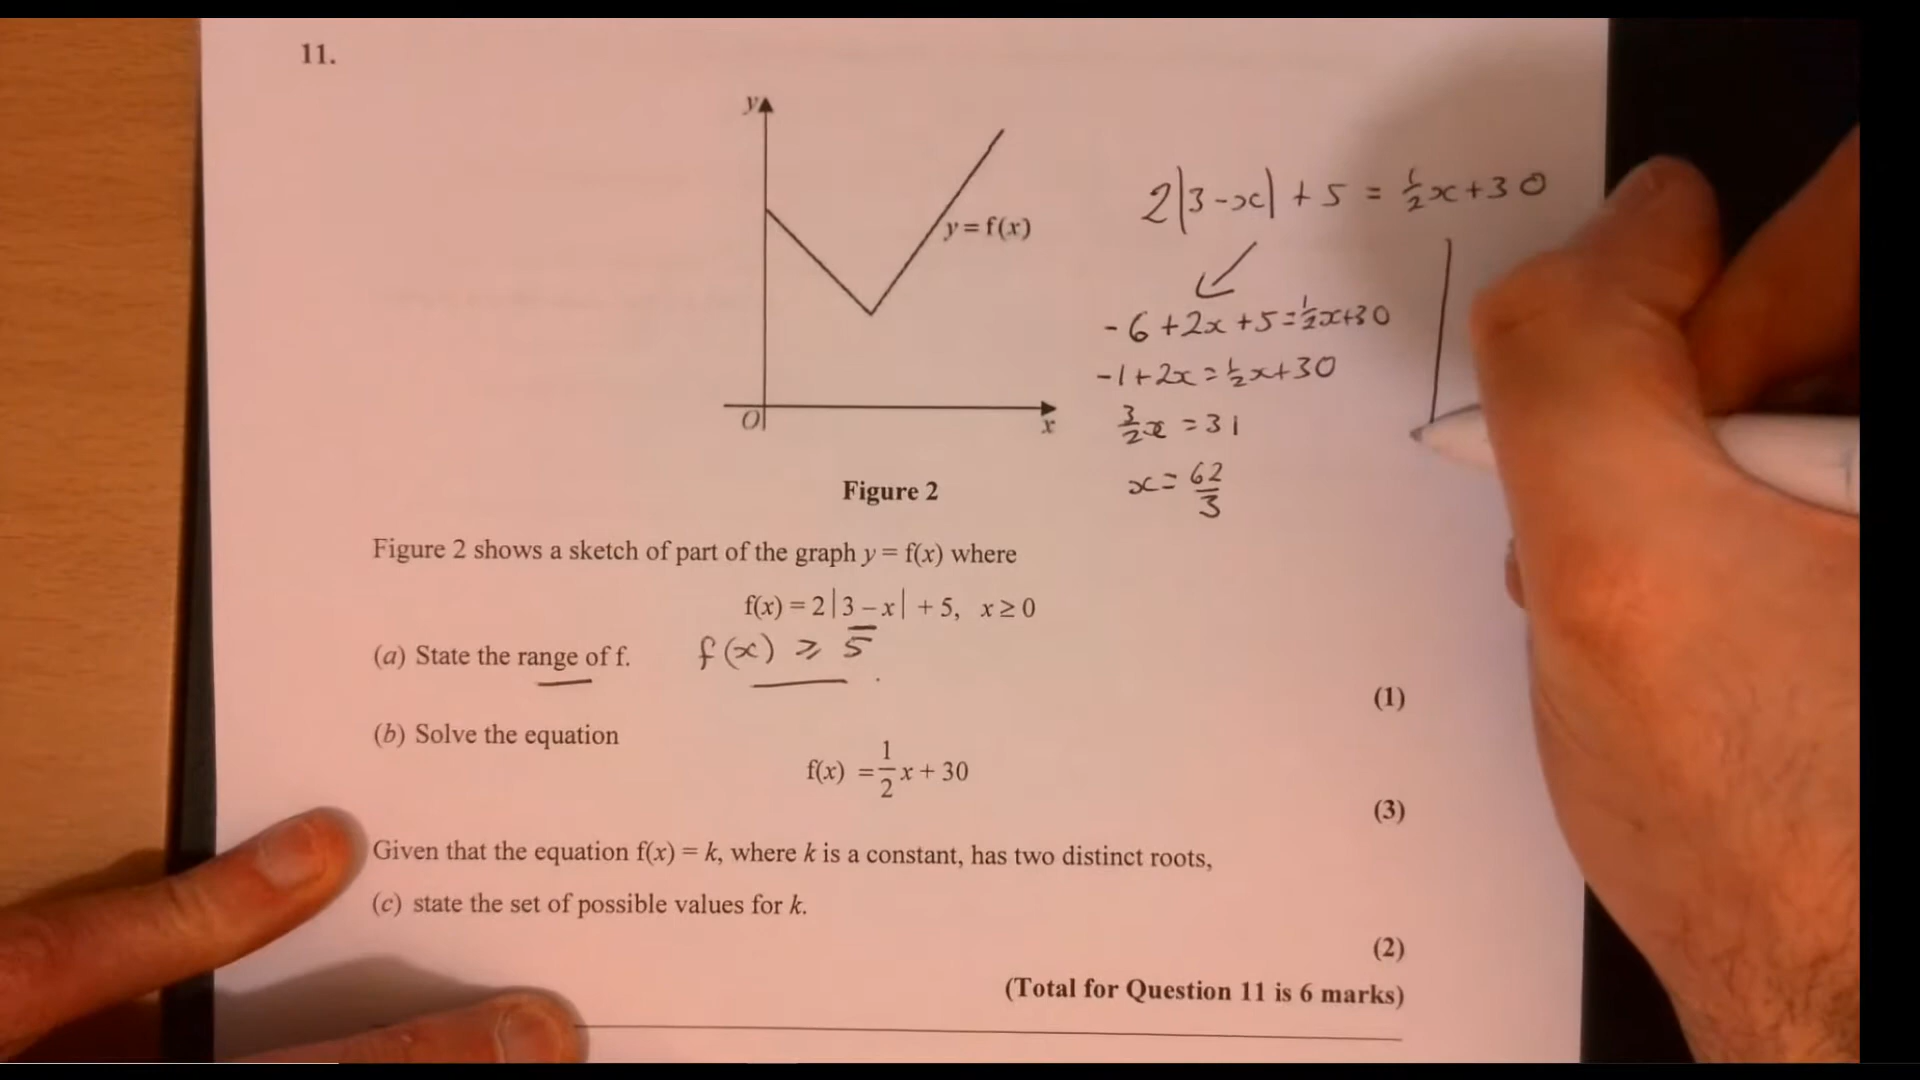 11.
y
y = f(x)
O
x
Figure 2
2|3-x| + 5 = ½x+30
-6+2x+5=½x+30
-1+2x=½x+30
3/2x = 31
x = 62/3
Figure 2 shows a sketch of part of the graph y = f(x) where
f(x) = 2|3 – x| + 5, x ≥ 0
(a) State the range of f.
f(x) ⩾ 5
(1)
(b) Solve the equation
f(x) = 1/2 x + 30
(3)
Given that the equation f(x) = k, where k is a constant, has two distinct roots,
(c) state the set of possible values for k.
(2)
(Total for Question 11 is 6 marks)